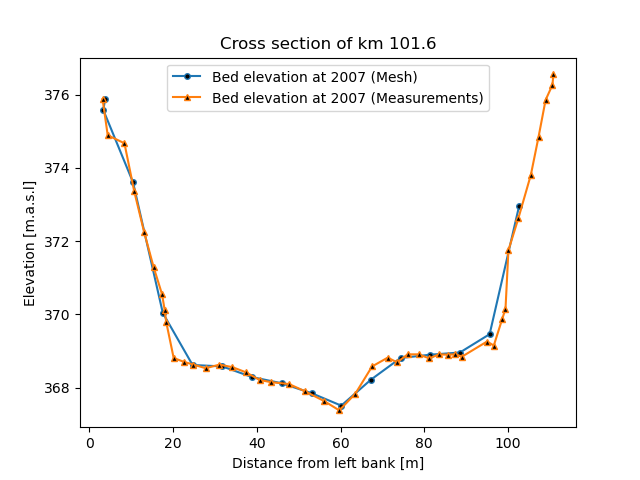 Cross section of km 101.6
Bed elevation at 2007 (Mesh)
Bed elevation at 2007 (Measurements)
Elevation [m.a.s.l]
376
374
372
370
368
0 20 40 60 80 100
Distance from left bank [m]